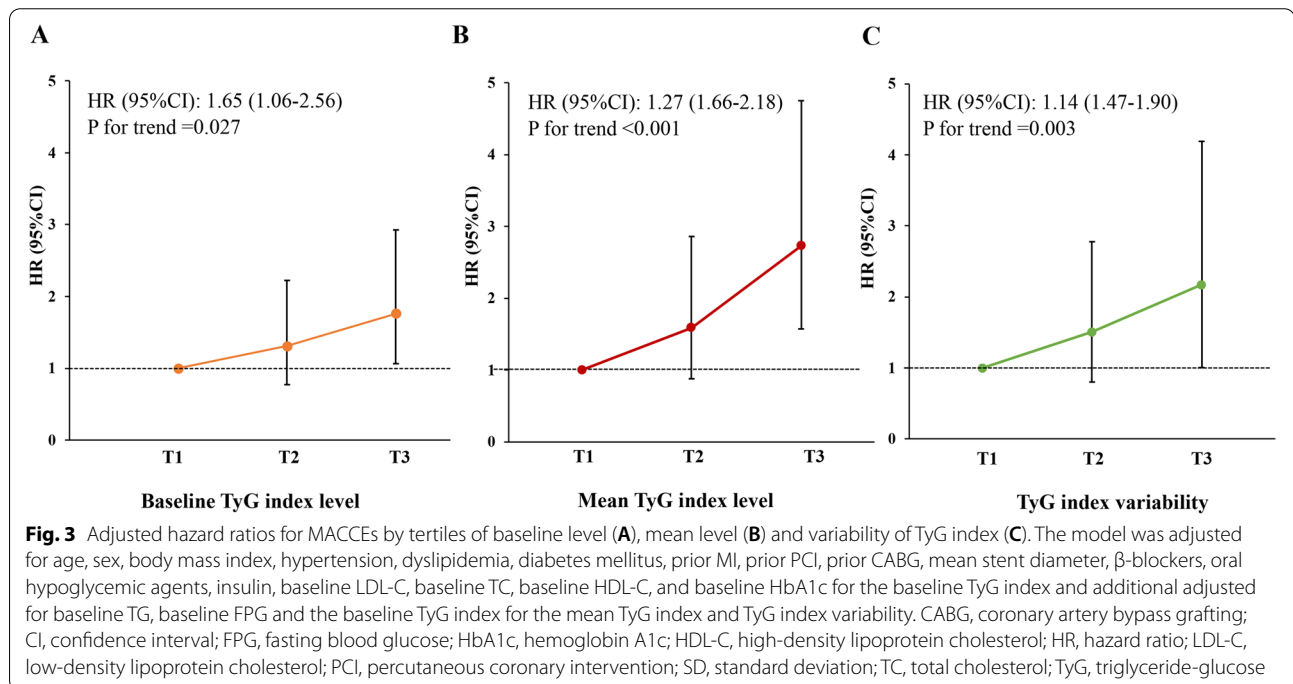 A
B
C
HR (95%CI): 1.65 (1.06-2.56)
P for trend =0.027
HR (95%CI)
5
4
3
2
1
0
T1 T2 T3
Baseline TyG index level
HR (95%CI): 1.27 (1.66-2.18)
P for trend <0.001
HR (95%CI)
5
4
3
2
1
0
T1 T2 T3
Mean TyG index level
HR (95%CI): 1.14 (1.47-1.90)
P for trend =0.003
HR (95%CI)
5
4
3
2
1
0
T1 T2 T3
TyG index variability
Fig. 3 Adjusted hazard ratios for MACCEs by tertiles of baseline level (A), mean level (B) and variability of TyG index (C). The model was adjusted
for age, sex, body mass index, hypertension, dyslipidemia, diabetes mellitus, prior MI, prior PCI, prior CABG, mean stent diameter, β-blockers, oral
hypoglycemic agents, insulin, baseline LDL-C, baseline TC, baseline HDL-C, and baseline HbA1c for the baseline TyG index and additional adjusted
for baseline TG, baseline FPG and the baseline TyG index for the mean TyG index and TyG index variability. CABG, coronary artery bypass grafting;
CI, confidence interval; FPG, fasting blood glucose; HbA1c, hemoglobin A1c; HDL-C, high-density lipoprotein cholesterol; HR, hazard ratio; LDL-C,
low-density lipoprotein cholesterol; PCI, percutaneous coronary intervention; SD, standard deviation; TC, total cholesterol; TyG, triglyceride-glucose